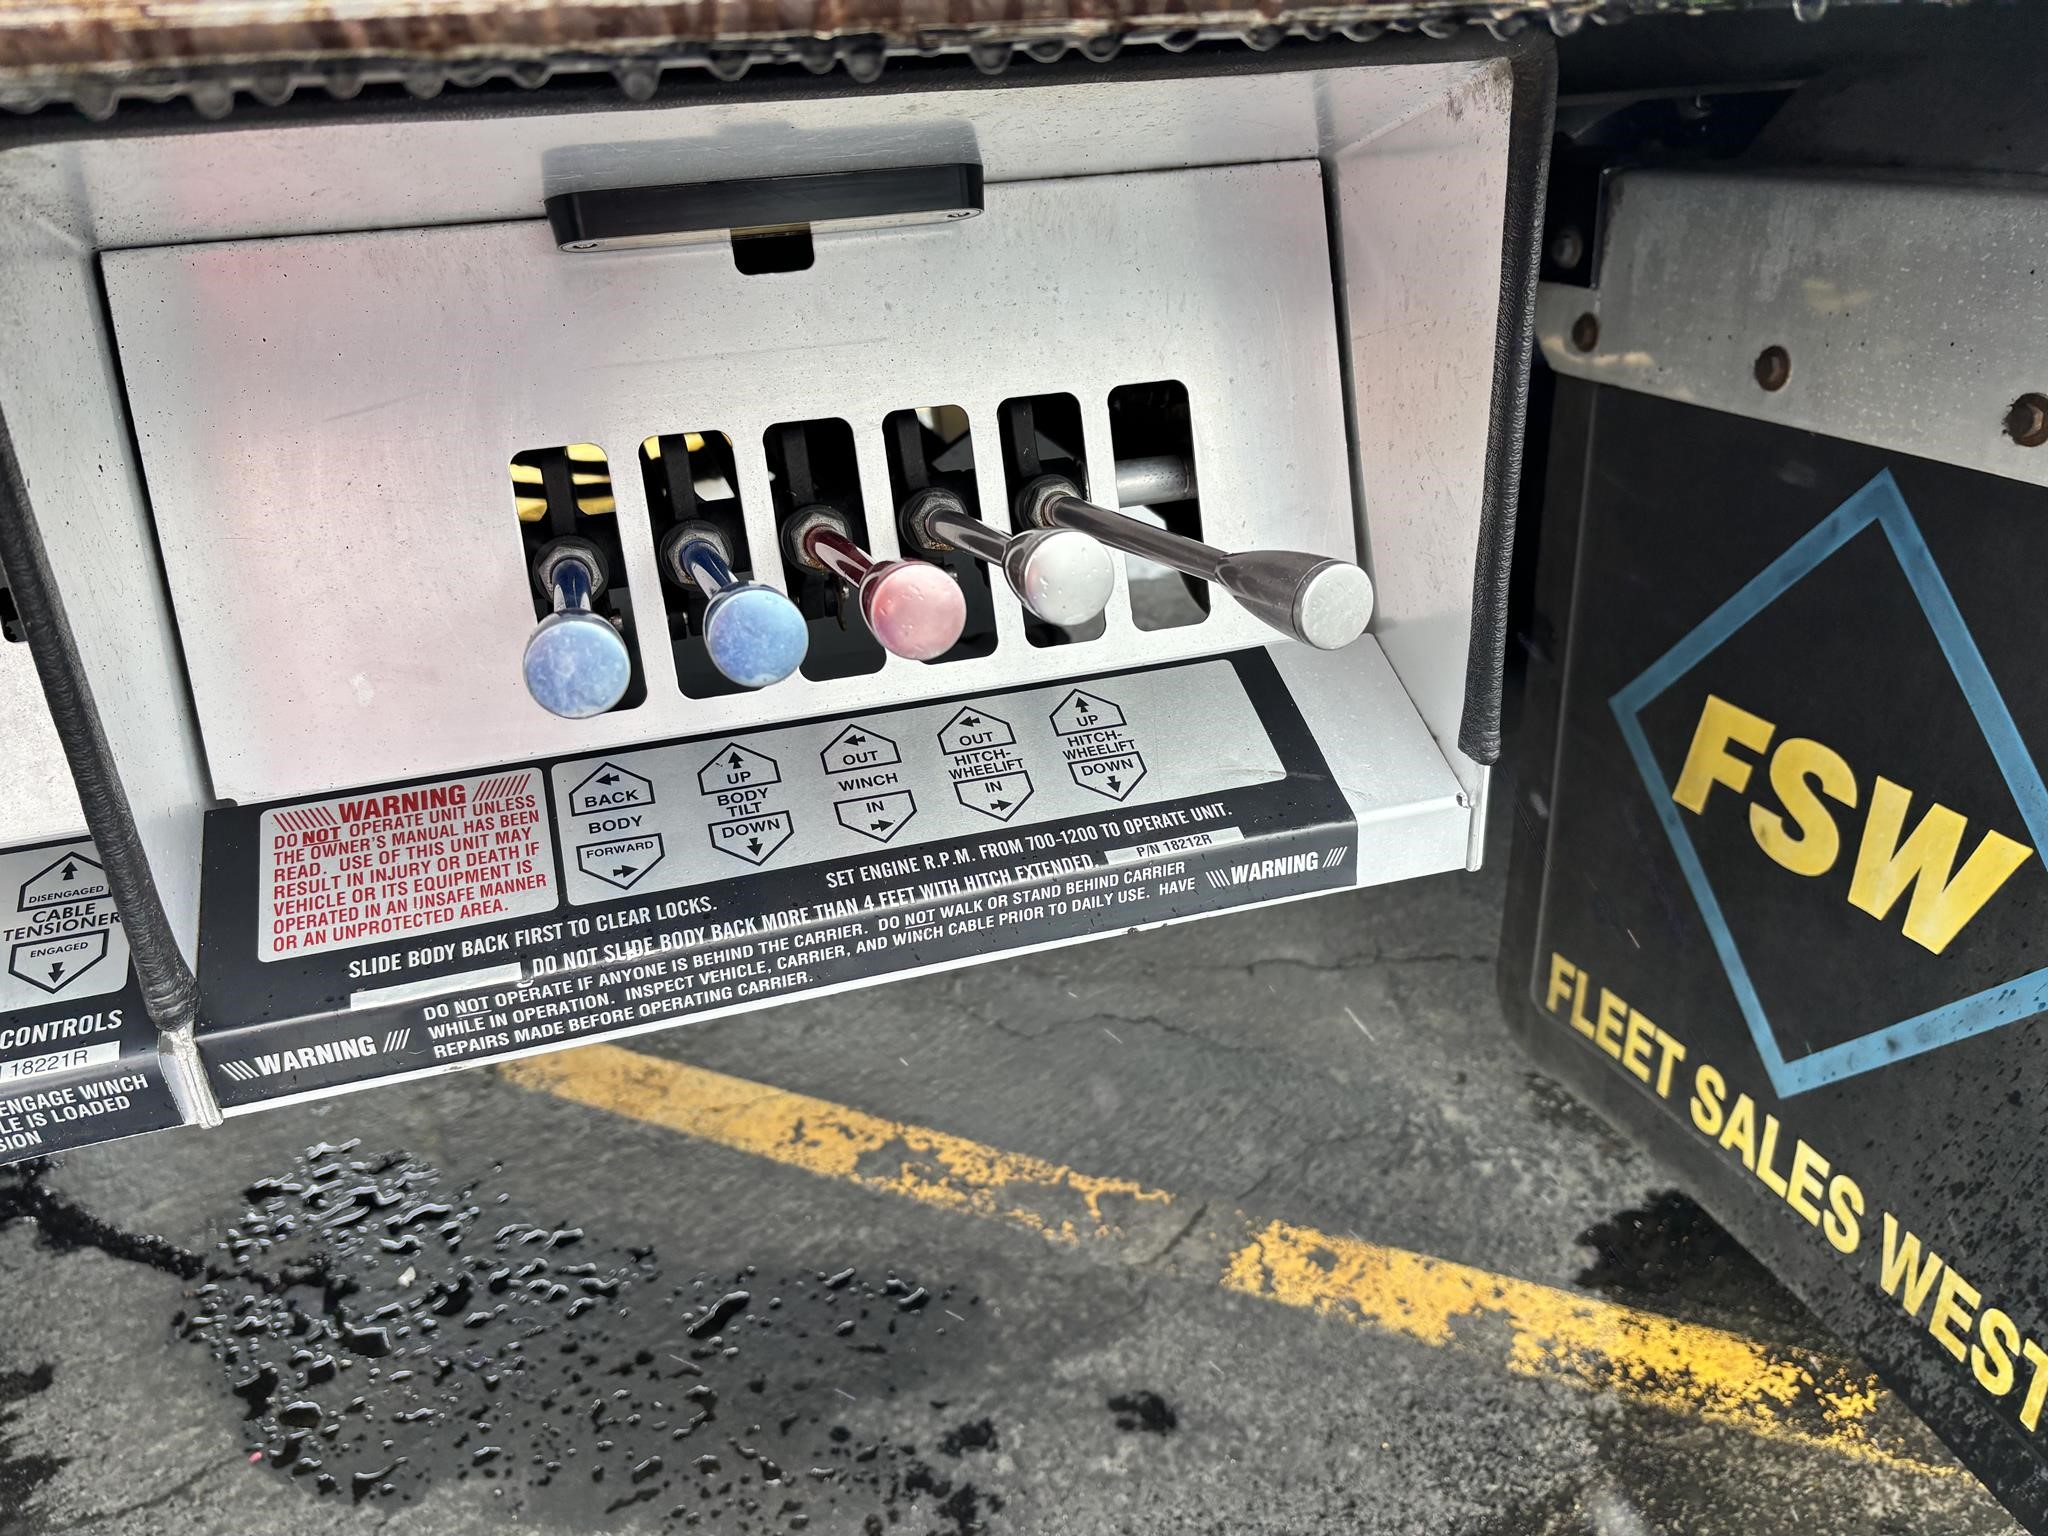 WARNING
DO NOT OPERATE UNIT UNLESS
THE OWNER'S MANUAL HAS BEEN
READ. USE OF THIS UNIT MAY
RESULT IN INJURY OR DEATH IF
VEHICLE OR ITS EQUIPMENT IS
OPERATED IN AN UNSAFE MANNER
OR AN UNPROTECTED AREA.
BACK
BODY
FORWARD
UP
BODY
TILT
DOWN
OUT
WINCH
IN
OUT
HITCH-
WHEELIFT
IN
UP
HITCH-
WHEELIFT
DOWN
SET ENGINE R.P.M. FROM 700-1200 TO OPERATE UNIT.
P/N 18212R
SLIDE BODY BACK FIRST TO CLEAR LOCKS.
DO NOT SLIDE BODY BACK MORE THAN 4 FEET WITH HITCH EXTENDED.
WARNING
DO NOT OPERATE IF ANYONE IS BEHIND THE CARRIER. DO NOT WALK OR STAND BEHIND CARRIER
WHILE IN OPERATION. INSPECT VEHICLE, CARRIER, AND WINCH CABLE PRIOR TO DAILY USE. HAVE
REPAIRS MADE BEFORE OPERATING CARRIER.
WARNING
DISENGAGED
CABLE
TENSIONER
ENGAGED
CONTROLS
18221R
ENGAGE WINCH
LE IS LOADED
SION
FSW
FLEET SALES WEST